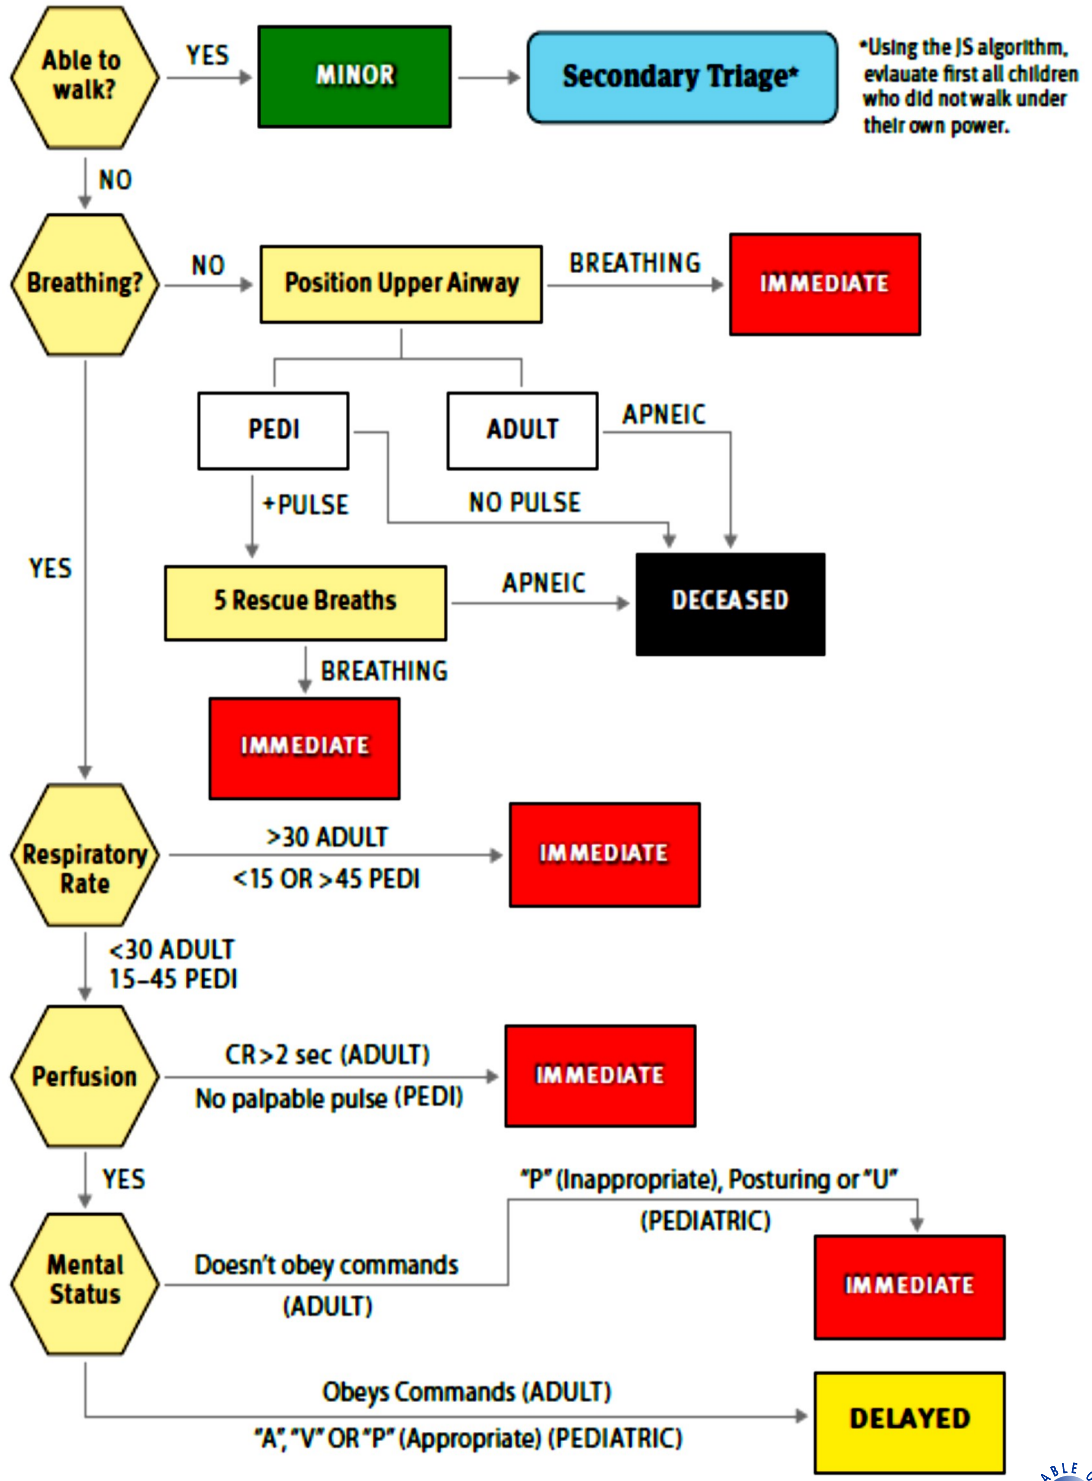 Able to
walk?
YES
MINOR
Secondary Triage*
*Using the JS algorithm,
evlauate first all children
who did not walk under
their own power.
NO
Breathing?
NO
Position Upper Airway
BREATHING
IMMEDIATE
PEDI
ADULT
APNEIC
+PULSE
NO PULSE
YES
5 Rescue Breaths
APNEIC
DECEASED
BREATHING
IMMEDIATE
Respiratory
Rate
>30 ADULT
<15 OR >45 PEDI
IMMEDIATE
<30 ADULT
15–45 PEDI
Perfusion
CR>2 sec (ADULT)
No palpable pulse (PEDI)
IMMEDIATE
YES
"P" (Inappropriate), Posturing or "U"
(PEDIATRIC)
Mental
Status
Doesn't obey commands
(ADULT)
IMMEDIATE
Obeys Commands (ADULT)
"A", "V" OR "P" (Appropriate) (PEDIATRIC)
DELAYED